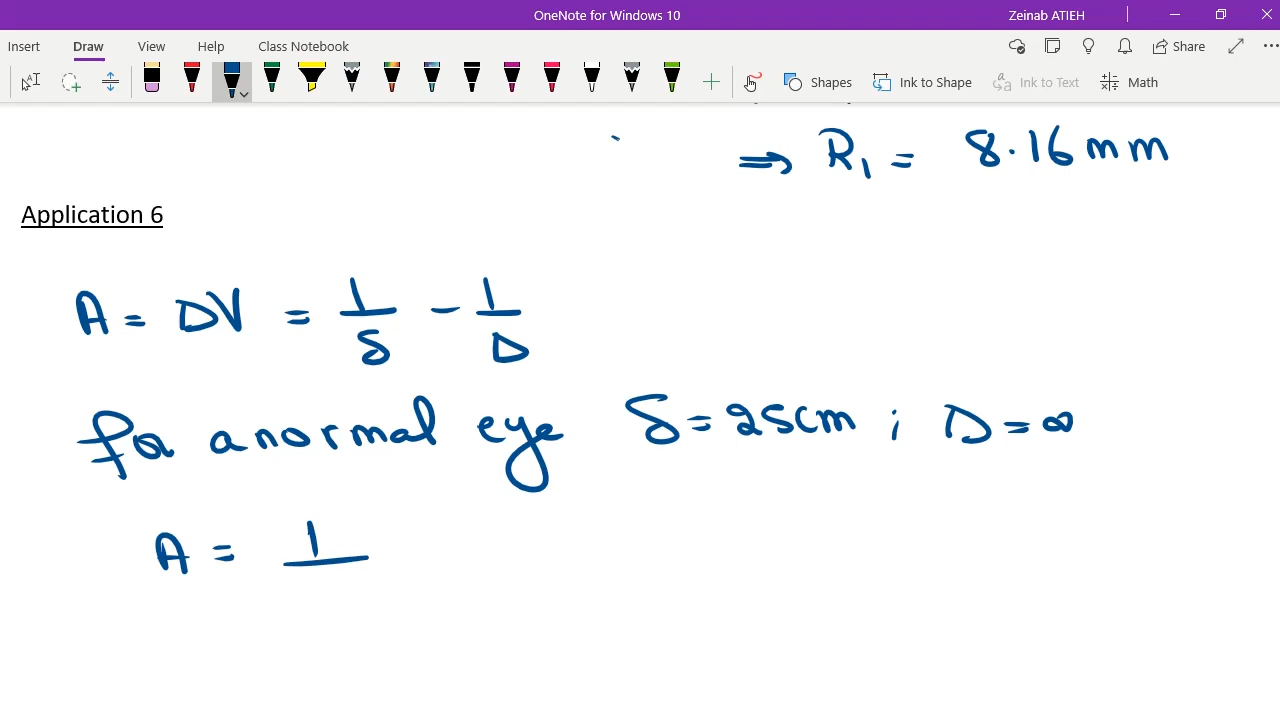 OneNote for Windows 10 Zeinab ATIEH
Insert Draw View Help Class Notebook Share
Shapes Ink to Shape Ink to Text Math
⇒ R₁ = 8.16 mm
Application 6
A = DV = 1/δ - 1/D
for a normal eye δ = 25cm ; D = ∞
A = 1